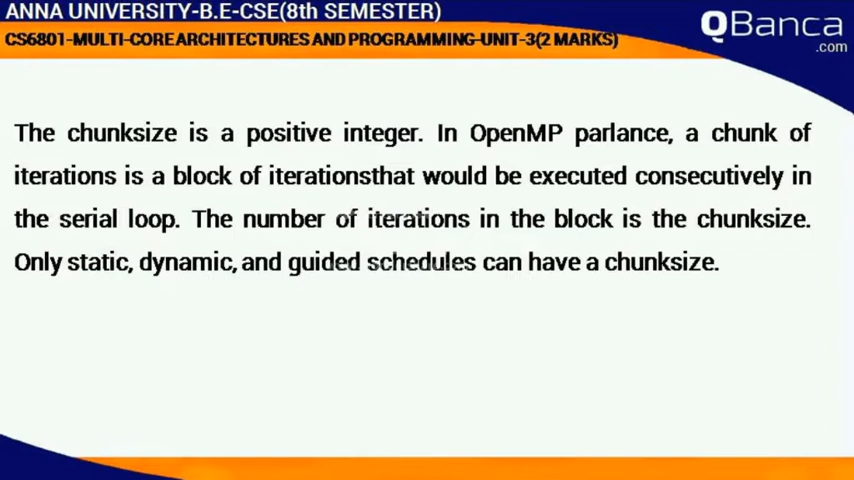 ANNA UNIVERSITY-B.E-CSE(8th SEMESTER)
CS6801-MULTI-CORE ARCHITECTURES AND PROGRAMMING-UNIT-3(2 MARKS)
QBanca
.com
The chunksize is a positive integer. In OpenMP parlance, a chunk of
iterations is a block of iterationsthat would be executed consecutively in
the serial loop. The number of iterations in the block is the chunksize.
Only static, dynamic, and guided schedules can have a chunksize.